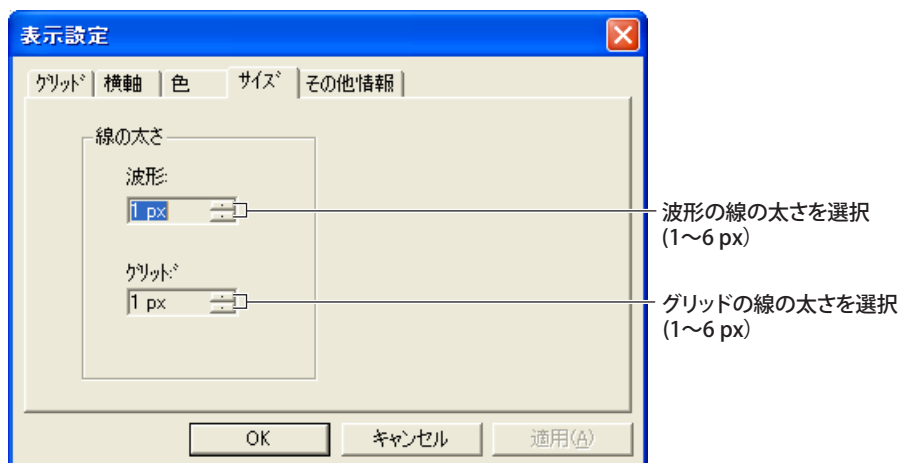 表示設定
グリッド 横軸 色 サイズ その他情報
線の太さ
波形:
1 px
波形の線の太さを選択
(1～6 px)
グリッド:
1 px
グリッドの線の太さを選択
(1～6 px)
OK キャンセル 適用(A)